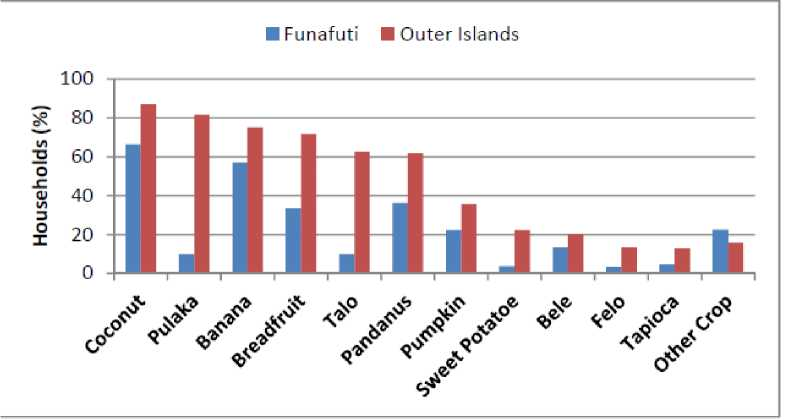 Funafuti Outer Islands
100
80
60
40
20
0
Households (%)
Coconut
Pulaka
Banana
Breadfruit
Talo
Pandanus
Pumpkin
Sweet Potatoe
Bele
Felo
Tapioca
Other Crop